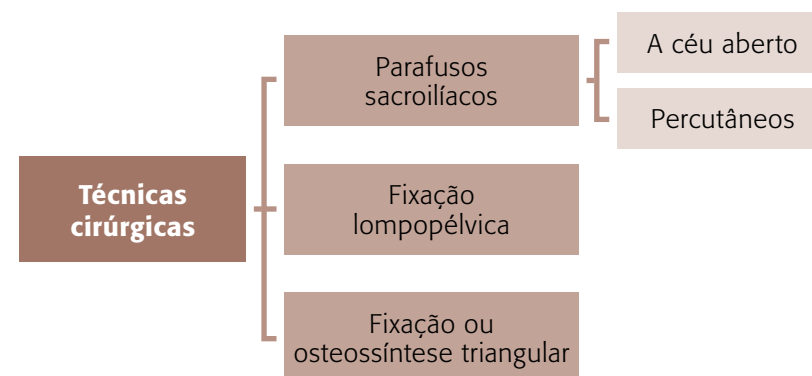 Técnicas
cirúrgicas
Parafusos
sacroilíacos
A céu aberto
Percutâneos
Fixação
lompopélvica
Fixação ou
osteossíntese triangular